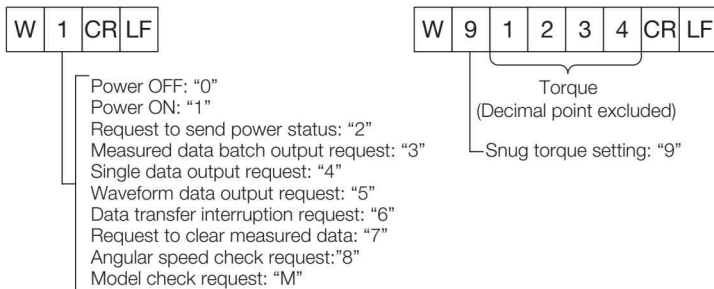 W 1 CR LF
Power OFF: “0”
Power ON: “1”
Request to send power status: “2”
Measured data batch output request: “3”
Single data output request: “4”
Waveform data output request: “5”
Data transfer interruption request: “6”
Request to clear measured data: “7”
Angular speed check request:”8”
Model check request: “M”
W 9 1 2 3 4 CR LF
Torque
(Decimal point excluded)
Snug torque setting: “9”